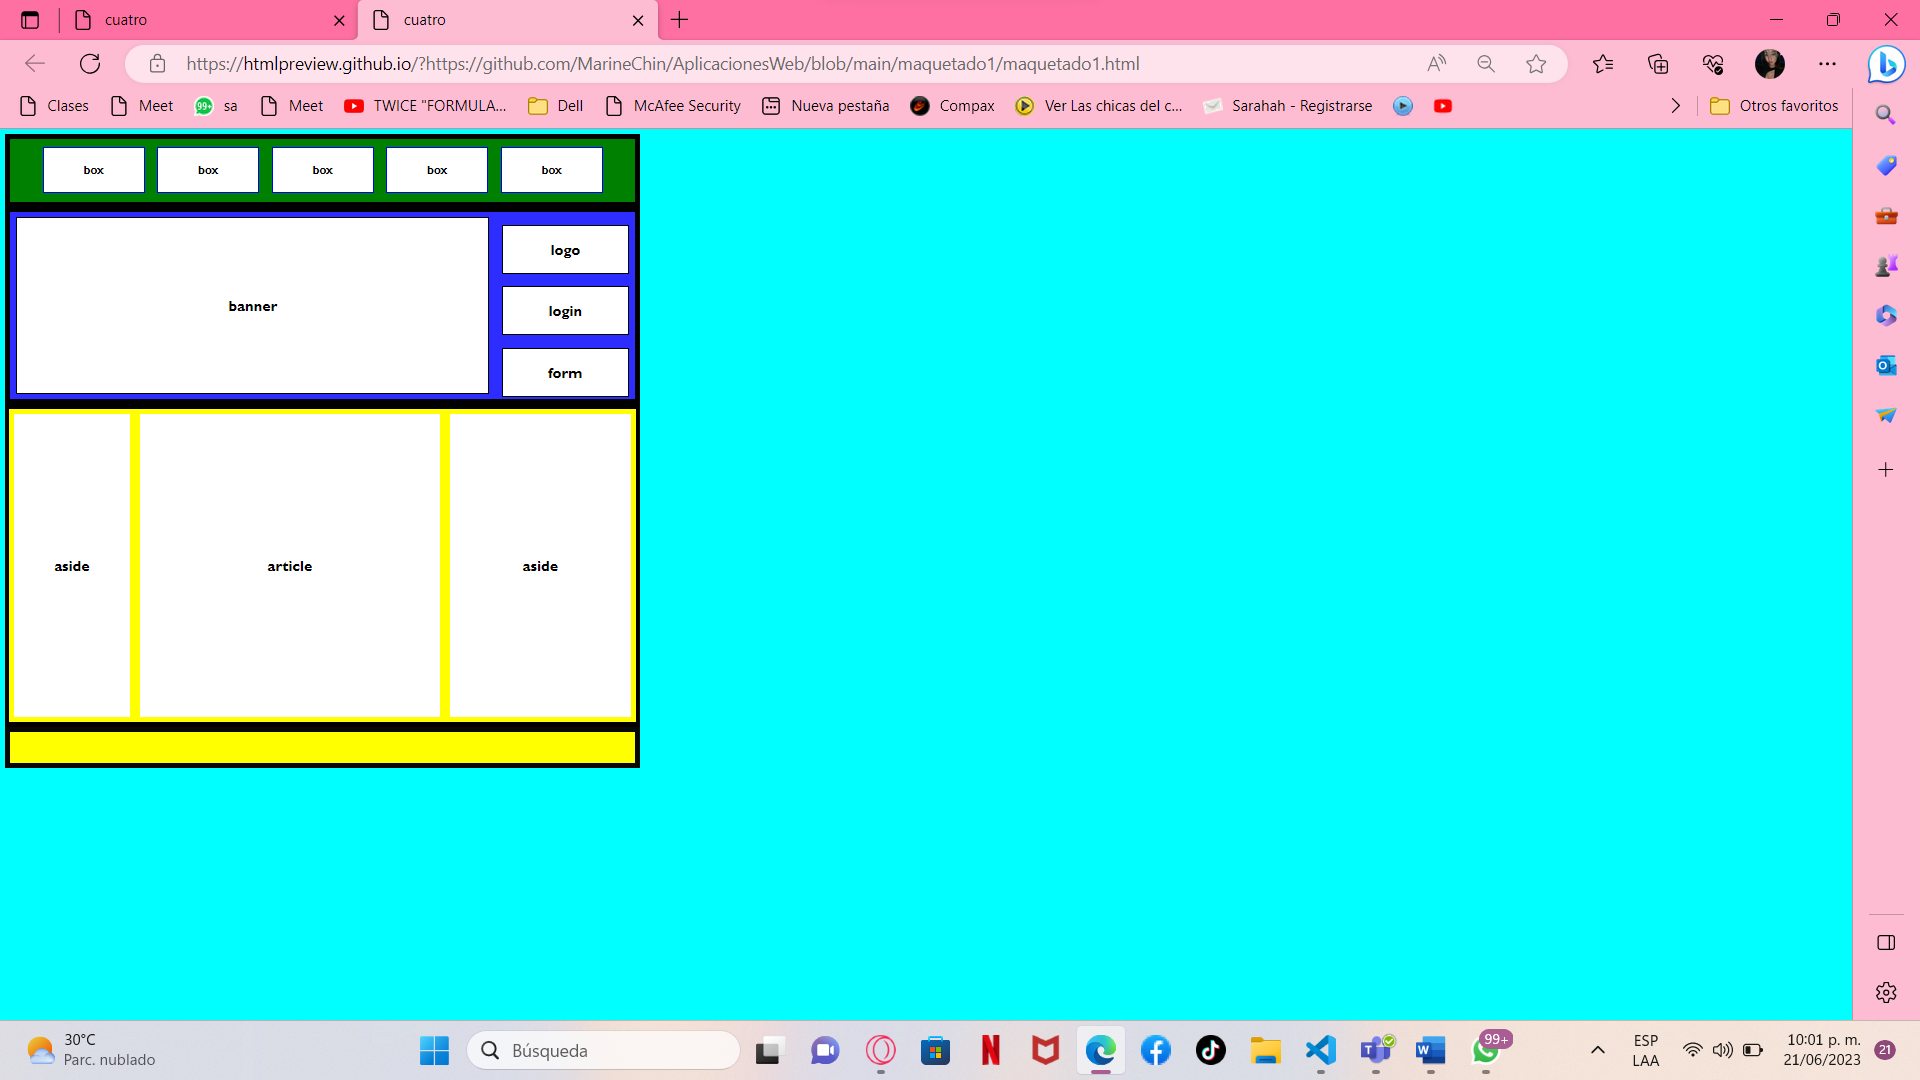 cuatro
cuatro
https://htmlpreview.github.io/?https://github.com/MarineChin/AplicacionesWeb/blob/main/maquetado1/maquetado1.html
Clases
Meet
99+ sa
Meet
TWICE "FORMULA...
Dell
McAfee Security
Nueva pestaña
Compax
Ver Las chicas del c...
Sarahah - Registrarse
Otros favoritos
box box box box box
banner
logo
login
form
aside article aside
30°C
Parc. nublado
Búsqueda
99+
ESP
LAA
10:01 p. m.
21/06/2023
21